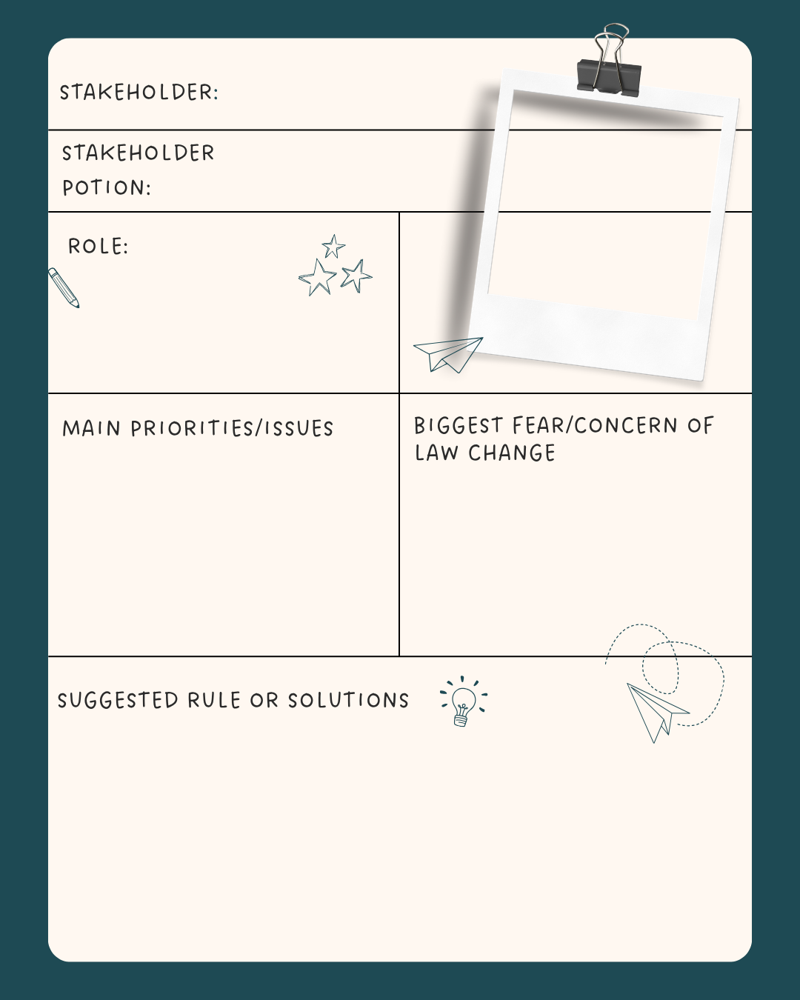 STAKEHOLDER:
STAKEHOLDER
POTION:
ROLE:
MAIN PRIORITIES/ISSUES
BIGGEST FEAR/CONCERN OF
LAW CHANGE
SUGGESTED RULE OR SOLUTIONS